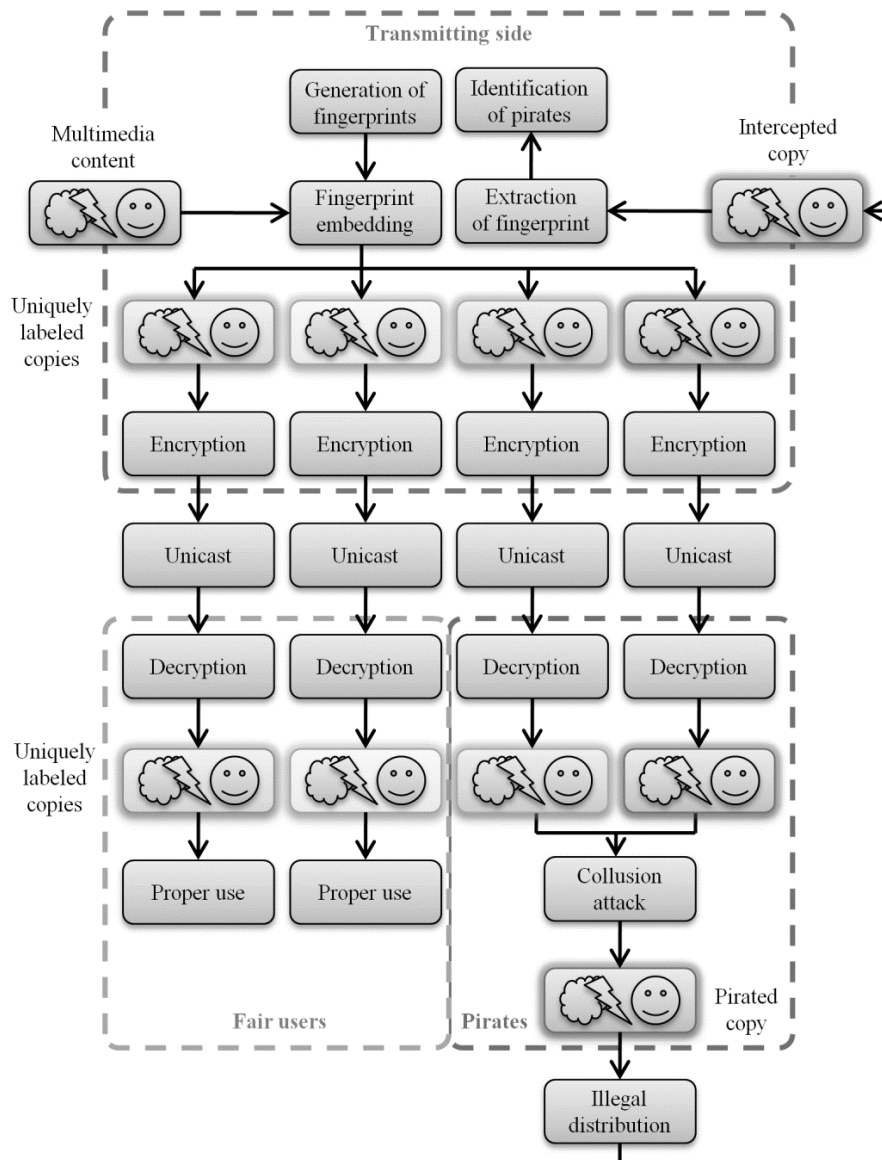 Transmitting side
Generation of
fingerprints
Identification
of pirates
Multimedia
content
Intercepted
copy
Fingerprint
embedding
Extraction
of fingerprint
Uniquely
labeled
copies
Encryption
Encryption
Encryption
Encryption
Unicast
Unicast
Unicast
Unicast
Decryption
Decryption
Decryption
Decryption
Uniquely
labeled
copies
Proper use
Proper use
Collusion
attack
Pirated
copy
Fair users
Pirates
Illegal
distribution